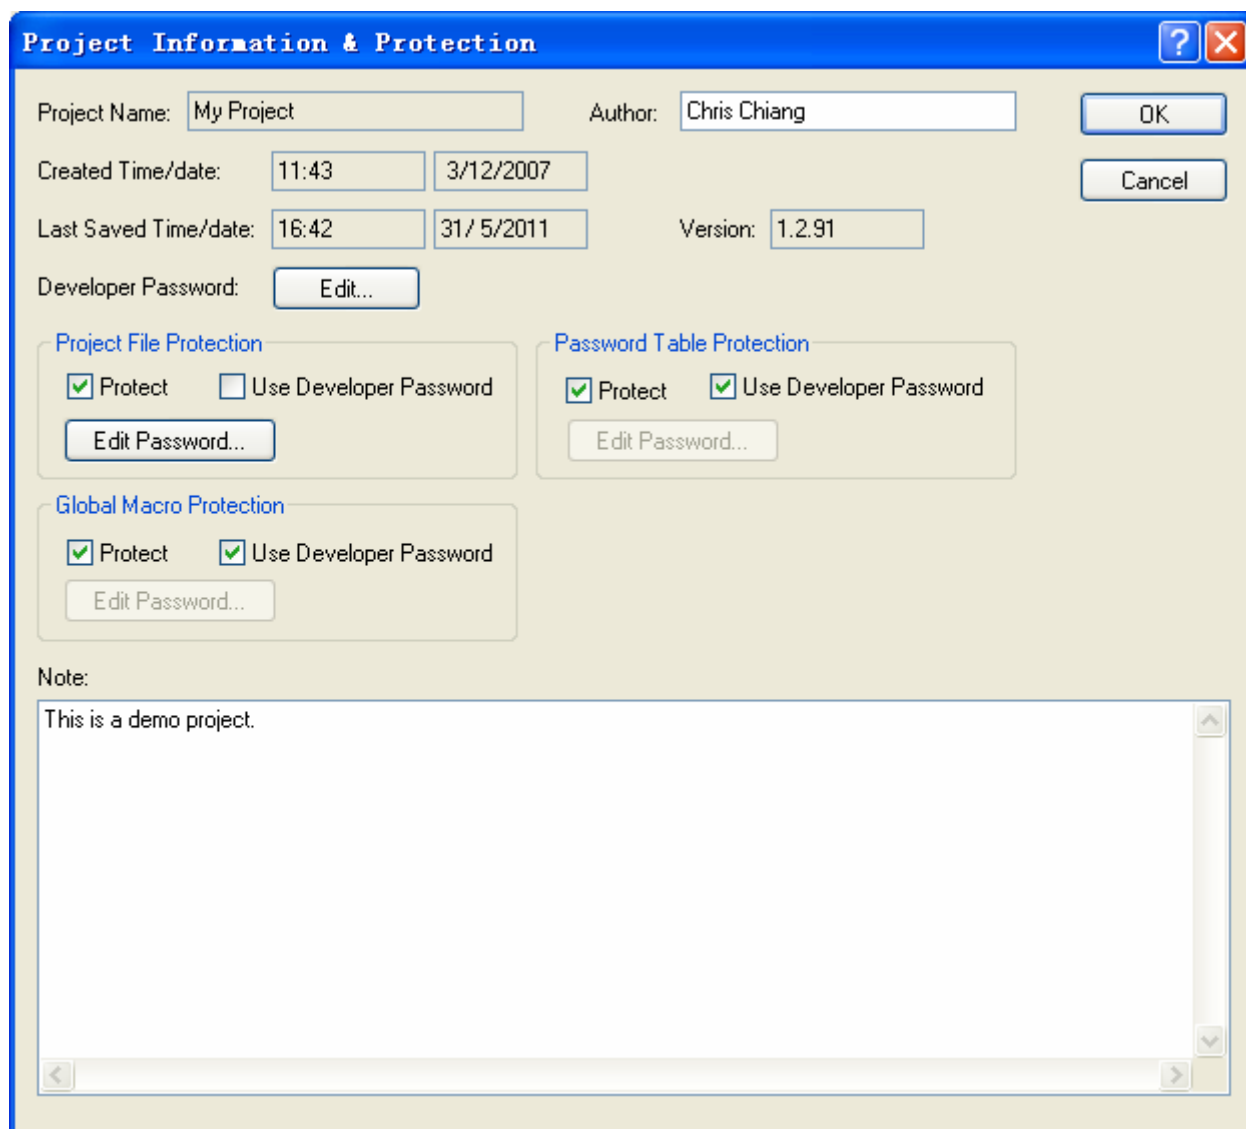 Project Information & Protection
Project Name: My Project Author: Chris Chiang OK
Created Time/date: 11:43 3/12/2007 Cancel
Last Saved Time/date: 16:42 31/ 5/2011 Version: 1.2.91
Developer Password: Edit...
Project File Protection Password Table Protection
Protect Use Developer Password Protect Use Developer Password
Edit Password... Edit Password...
Global Macro Protection
Protect Use Developer Password
Edit Password...
Note:
This is a demo project.